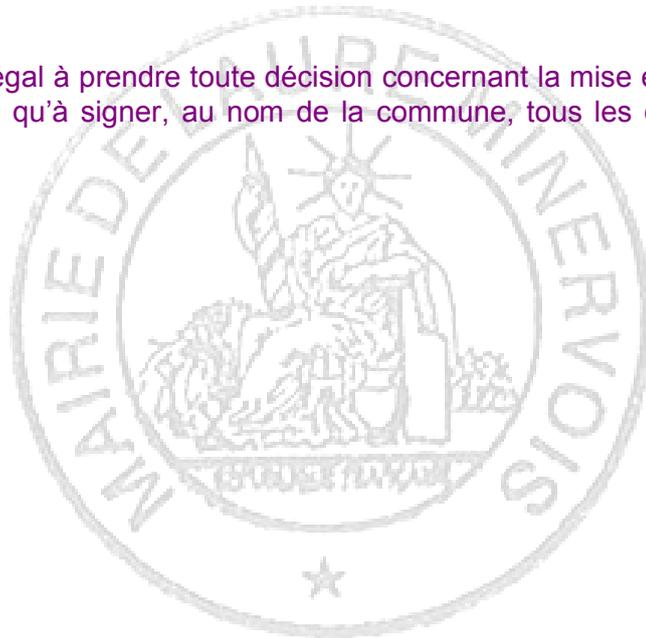 égal à prendre toute décision concernant la mise e
qu’à signer, au nom de la commune, tous les
MAIRIE DE LAURE MINERVOIS